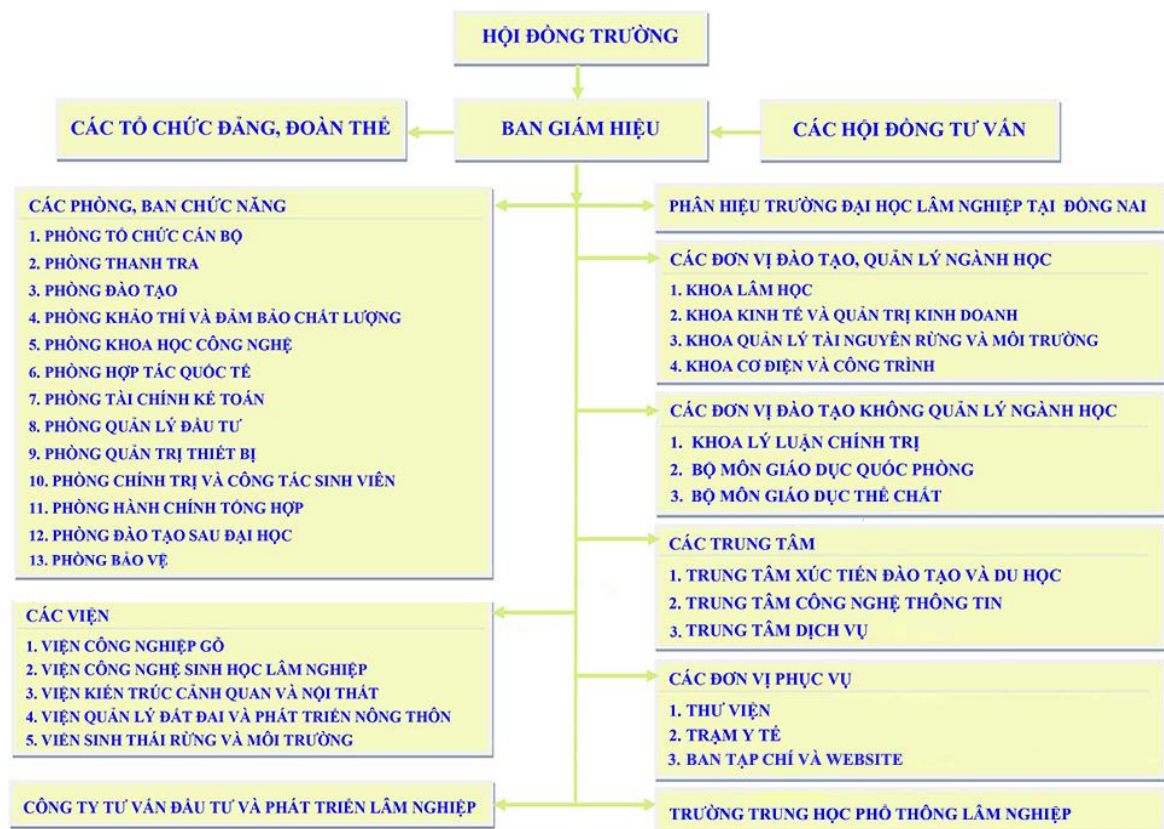 HỘI ĐỒNG TRƯỜNG
CÁC TỔ CHỨC ĐẢNG, ĐOÀN THỂ
BAN GIÁM HIỆU
CÁC HỘI ĐỒNG TƯ VẤN
CÁC PHÒNG, BAN CHỨC NĂNG
1. PHÒNG TỔ CHỨC CÁN BỘ
2. PHÒNG THANH TRA
3. PHÒNG ĐÀO TẠO
4. PHÒNG KHẢO THÍ VÀ ĐẢM BẢO CHẤT LƯỢNG
5. PHÒNG KHOA HỌC CÔNG NGHỆ
6. PHÒNG HỢP TÁC QUỐC TẾ
7. PHÒNG TÀI CHÍNH KẾ TOÁN
8. PHÒNG QUẢN LÝ ĐẦU TƯ
9. PHÒNG QUẢN TRỊ THIẾT BỊ
10. PHÒNG CHÍNH TRỊ VÀ CÔNG TÁC SINH VIÊN
11. PHÒNG HÀNH CHÍNH TỔNG HỢP
12. PHÒNG ĐÀO TẠO SAU ĐẠI HỌC
13. PHÒNG BẢO VỆ
CÁC VIỆN
1. VIỆN CÔNG NGHIỆP GỖ
2. VIỆN CÔNG NGHỆ SINH HỌC LÂM NGHIỆP
3. VIỆN KIẾN TRÚC CẢNH QUAN VÀ NỘI THẤT
4. VIỆN QUẢN LÝ ĐẤT ĐAI VÀ PHÁT TRIỂN NÔNG THÔN
5. VIỆN SINH THÁI RỪNG VÀ MÔI TRƯỜNG
CÔNG TY TƯ VẤN ĐẦU TƯ VÀ PHÁT TRIỂN LÂM NGHIỆP
PHÂN HIỆU TRƯỜNG ĐẠI HỌC LÂM NGHIỆP TẠI ĐỒNG NAI
CÁC ĐƠN VỊ ĐÀO TẠO, QUẢN LÝ NGÀNH HỌC
1. KHOA LÂM HỌC
2. KHOA KINH TẾ VÀ QUẢN TRỊ KINH DOANH
3. KHOA QUẢN LÝ TÀI NGUYÊN RỪNG VÀ MÔI TRƯỜNG
4. KHOA CƠ ĐIỆN VÀ CÔNG TRÌNH
CÁC ĐƠN VỊ ĐÀO TẠO KHÔNG QUẢN LÝ NGÀNH HỌC
1. KHOA LÝ LUẬN CHÍNH TRỊ
2. BỘ MÔN GIÁO DỤC QUỐC PHÒNG
3. BỘ MÔN GIÁO DỤC THỂ CHẤT
CÁC TRUNG TÂM
1. TRUNG TÂM XÚC TIẾN ĐÀO TẠO VÀ DU HỌC
2. TRUNG TÂM CÔNG NGHỆ THÔNG TIN
3. TRUNG TÂM DỊCH VỤ
CÁC ĐƠN VỊ PHỤC VỤ
1. THƯ VIỆN
2. TRẠM Y TẾ
3. BAN TẠP CHÍ VÀ WEBSITE
TRƯỜNG TRUNG HỌC PHỔ THÔNG LÂM NGHIỆP